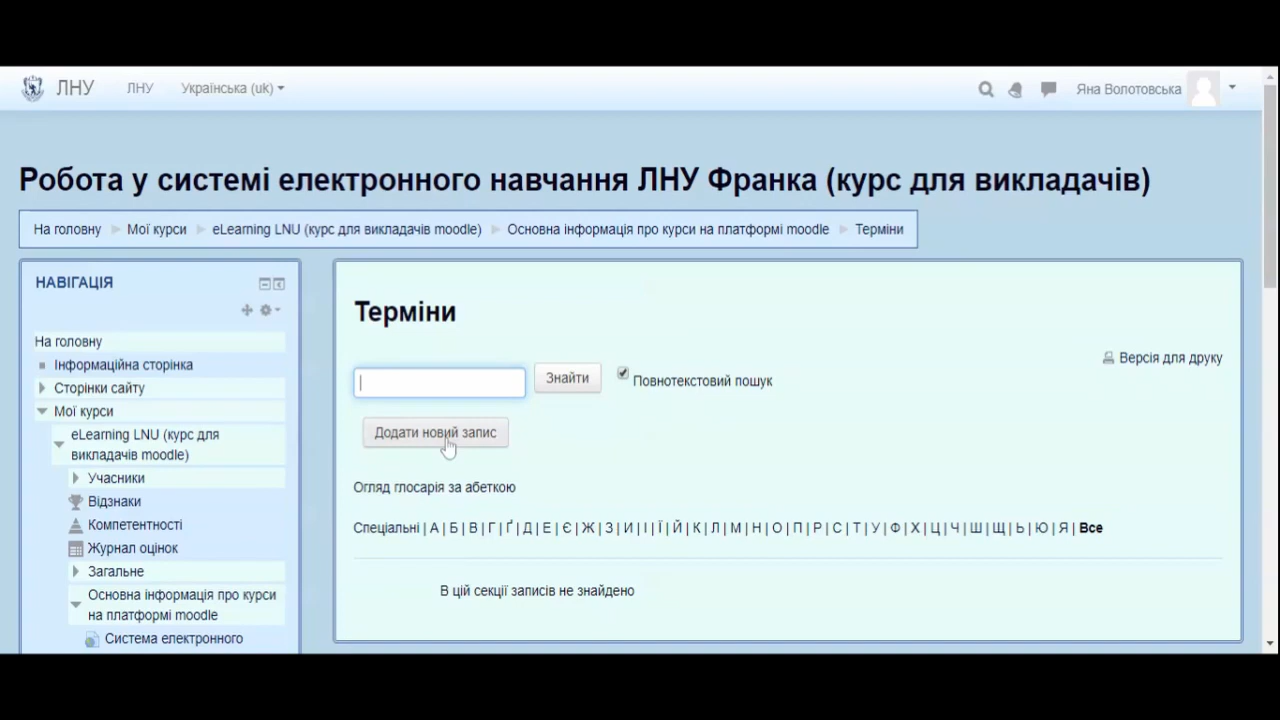 ЛНУ ЛНУ Українська (uk) Яна Волотовська
Робота у системі електронного навчання ЛНУ Франка (курс для викладачів)
На головну Мої курси eLearning LNU (курс для викладачів moodle) Основна інформація про курси на платформі moodle Терміни
НАВІГАЦІЯ
На головну
Інформаційна сторінка
Сторінки сайту
Мої курси
eLearning LNU (курс для
викладачів moodle)
Учасники
Відзнаки
Компетентності
Журнал оцінок
Загальне
Основна інформація про курси
на платформі moodle
Система електронного
Терміни
Версія для друку
Знайти Повнотекстовий пошук
Додати новий запис
Огляд глосарія за абеткою
Спеціальні | А | Б | В | Г | Ґ | Д | Е | Є | Ж | З | И | І | Ї | Й | К | Л | М | Н | О | П | Р | С | Т | У | Ф | Х | Ц | Ч | Ш | Щ | Ь | Ю | Я | Все
В цій секції записів не знайдено